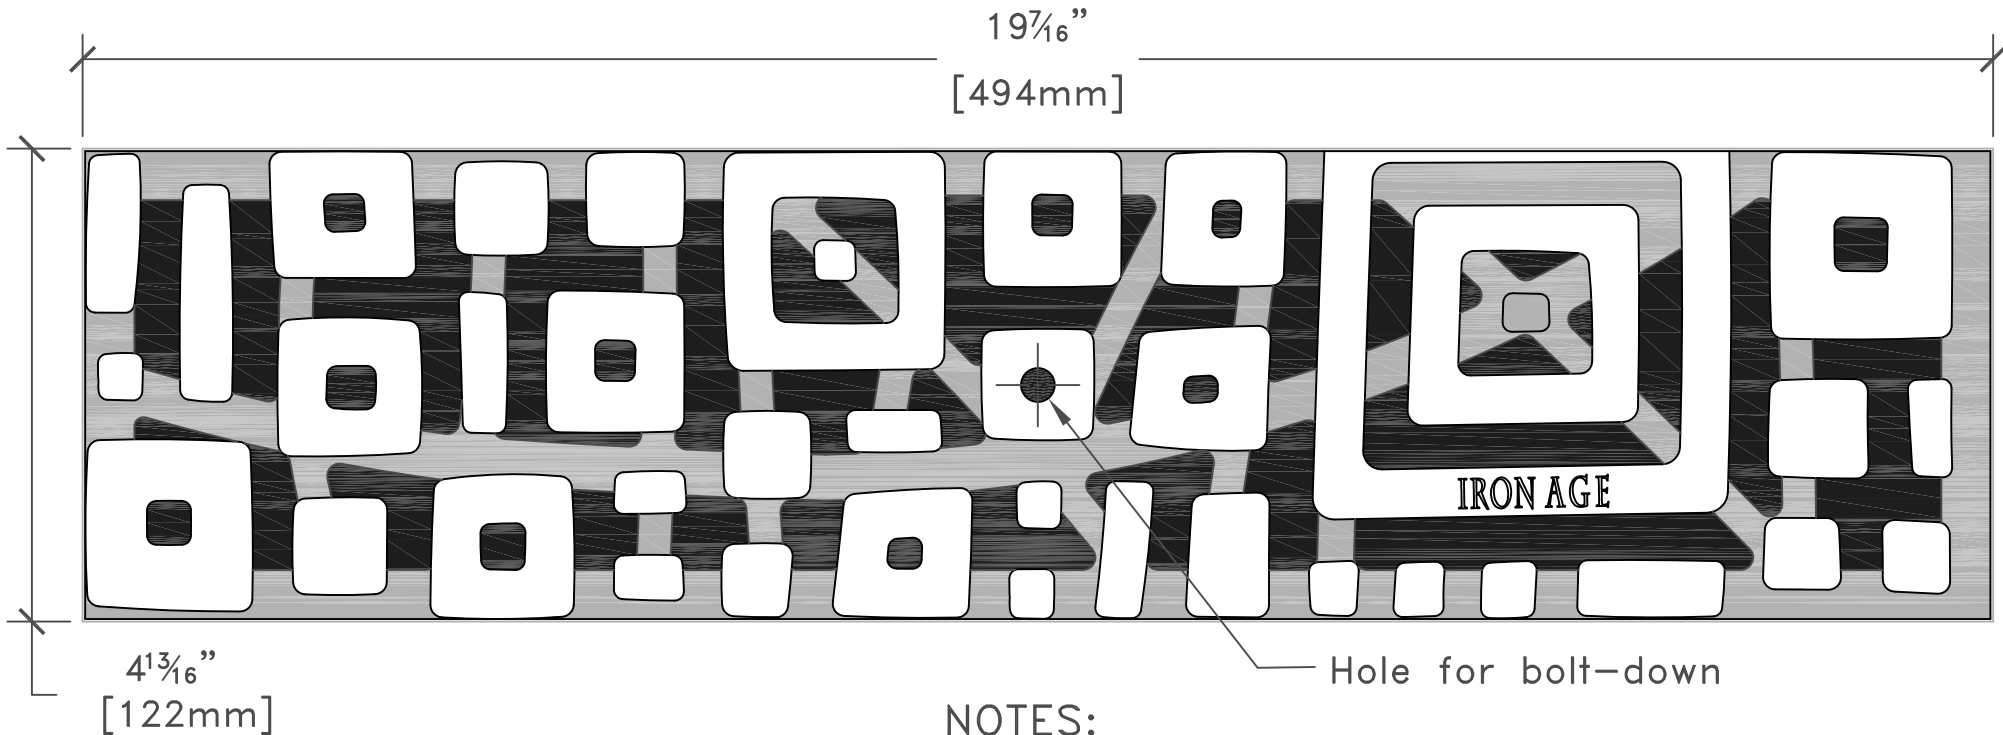 19⁷⁄₁₆”
[494mm]
IRON AGE
4¹³⁄₁₆”
[122mm]
Hole for bolt-down
NOTES: